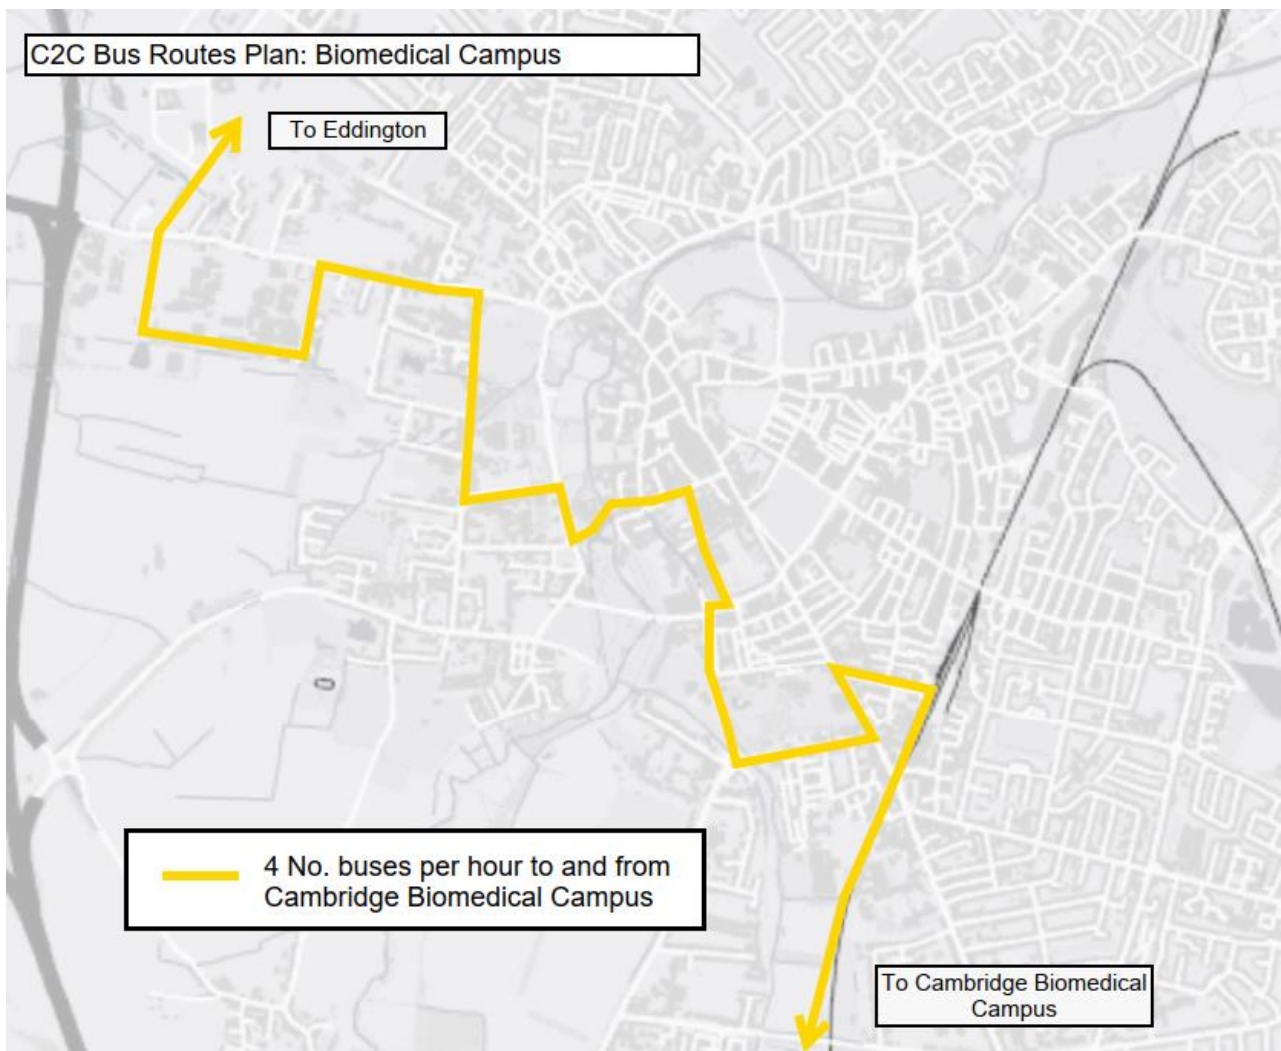 C2C Bus Routes Plan: Biomedical Campus
To Eddington
4 No. buses per hour to and from
Cambridge Biomedical Campus
To Cambridge Biomedical
Campus